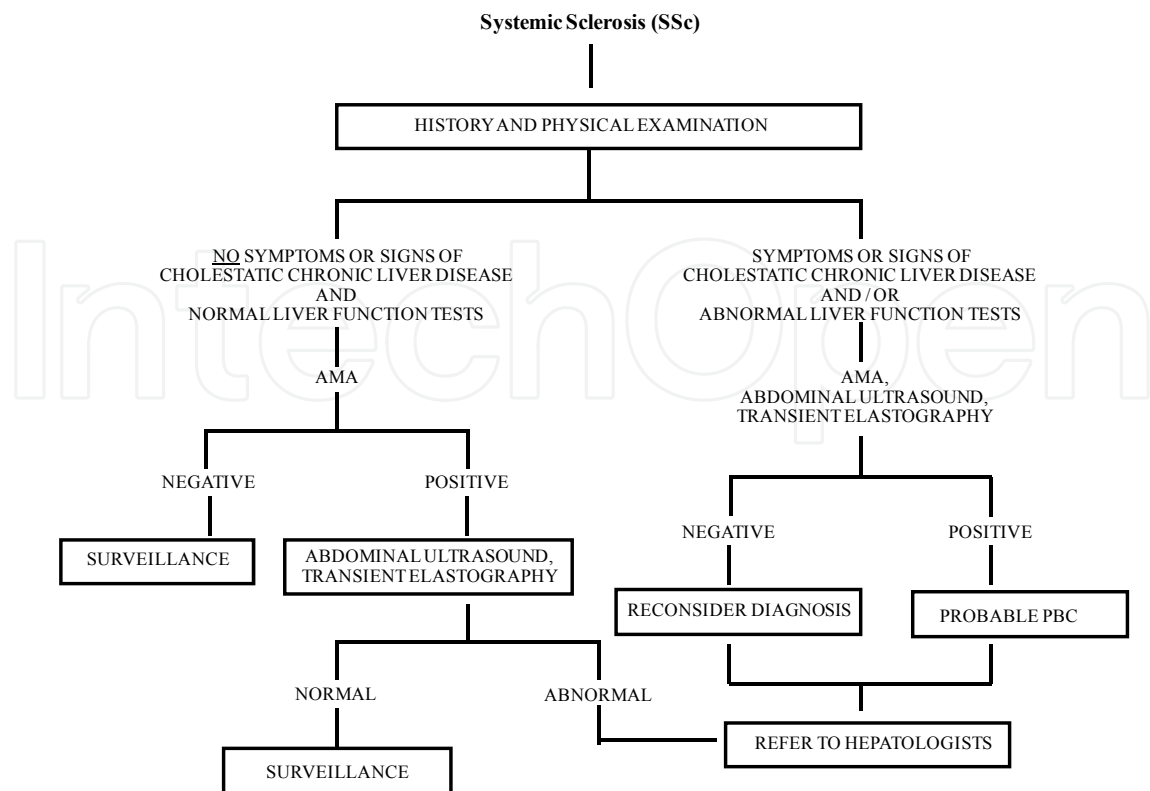 Systemic Sclerosis (SSc)
HISTORY AND PHYSICAL EXAMINATION
NO SYMPTOMS OR SIGNS OF
CHOLESTATIC CHRONIC LIVER DISEASE
AND
NORMAL LIVER FUNCTION TESTS
SYMPTOMS OR SIGNS OF
CHOLESTATIC CHRONIC LIVER DISEASE
AND / OR
ABNORMAL LIVER FUNCTION TESTS
IntechOpen
AMA
AMA,
ABDOMINAL ULTRASOUND,
TRANSIENT ELASTOGRAPHY
NEGATIVE
POSITIVE
NEGATIVE
POSITIVE
SURVEILLANCE
ABDOMINAL ULTRASOUND,
TRANSIENT ELASTOGRAPHY
RECONSIDER DIAGNOSIS
PROBABLE PBC
NORMAL
ABNORMAL
REFER TO HEPATOLOGISTS
SURVEILLANCE